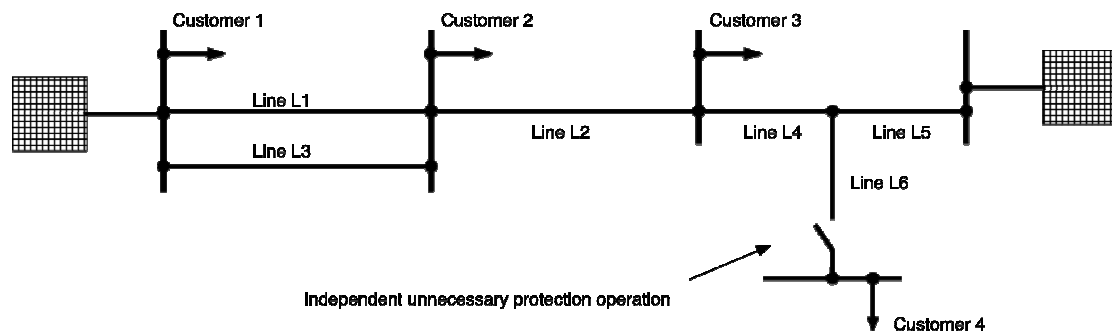 Customer 1
Customer 2
Customer 3
Line L1
Line L2
Line L3
Line L4
Line L5
Line L6
Independent unnecessary protection operation
Customer 4